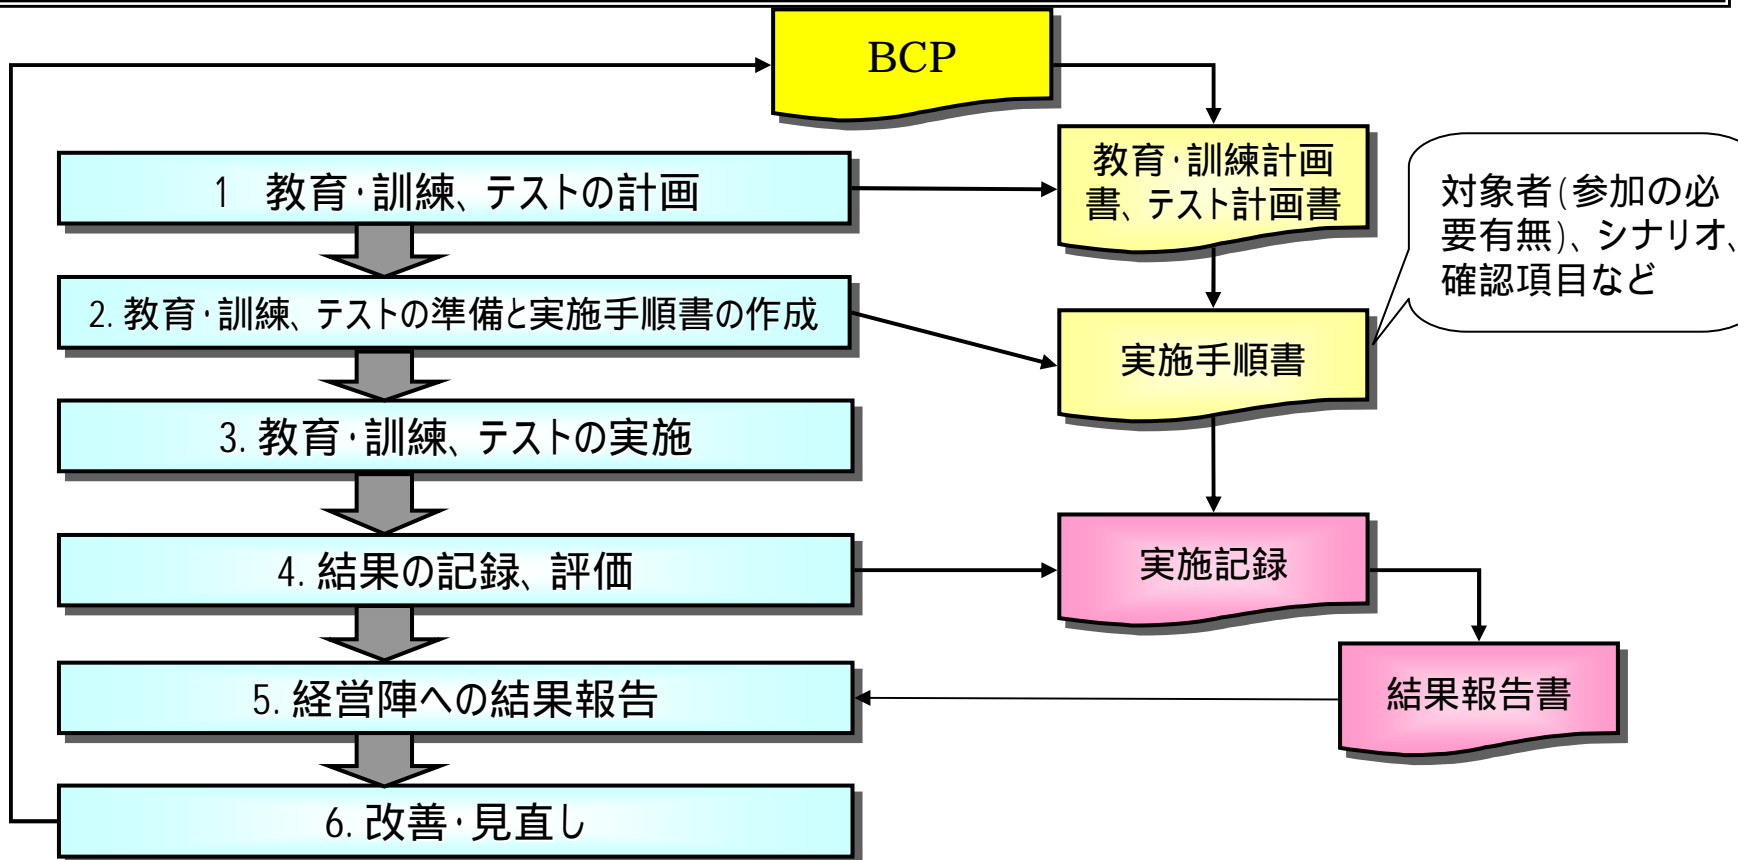 BCP
教育・訓練計画
書、テスト計画書
対象者(参加の必
要有無)、シナリオ、
確認項目など
1 教育・訓練、テストの計画
2. 教育・訓練、テストの準備と実施手順書の作成
実施手順書
3. 教育・訓練、テストの実施
4. 結果の記録、評価
実施記録
5. 経営陣への結果報告
結果報告書
6. 改善・見直し